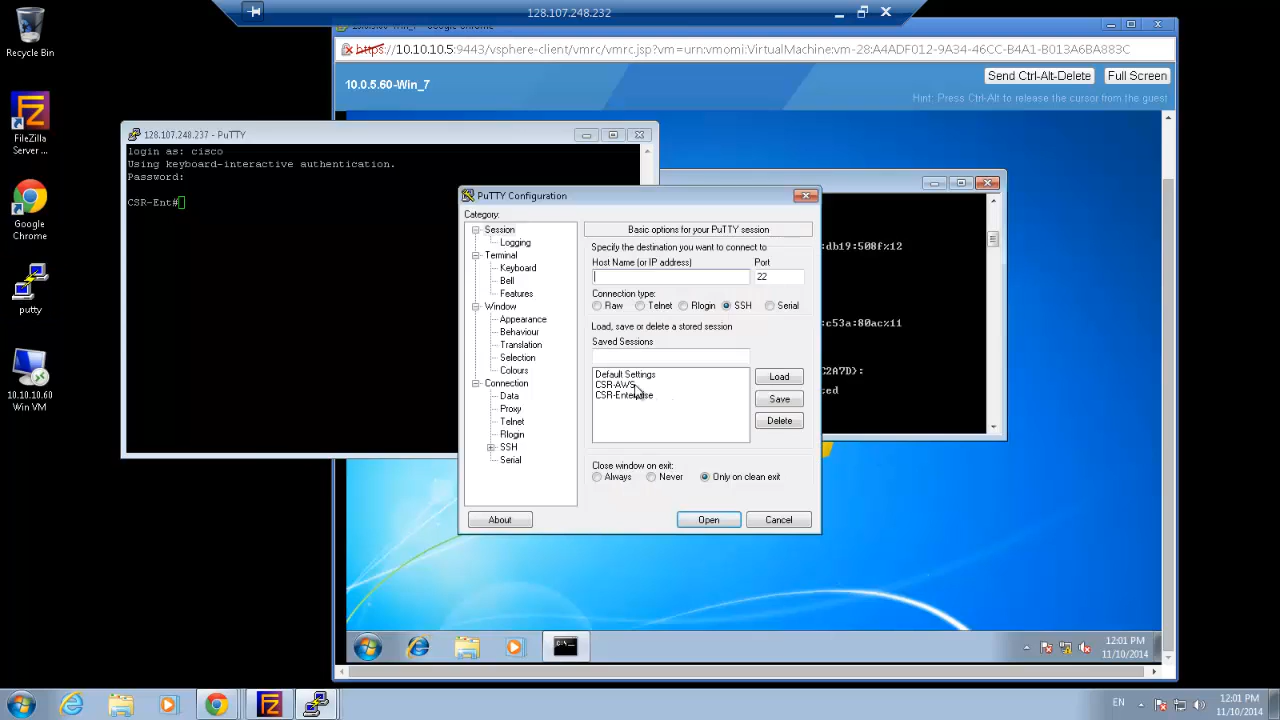 128.107.248.232
Recycle Bin
https://10.10.10.5:9443/vsphere-client/vmrc/vmrc.jsp?vm=urn:vmomi:VirtualMachine:vm-28:A4ADF012-9A34-46CC-B4A1-B013A6BA883C
10.0.5.60-Win_7
Send Ctrl-Alt-Delete
Full Screen
Hint: Press Ctrl-Alt to release the cursor from the guest
FileZilla
Server ...
Google
Chrome
putty
10.10.10.60
Win VM
128.107.248.237 - PuTTY
login as: cisco
Using keyboard-interactive authentication.
Password:
CSR-Ent#
:db19:508f%12
:c53a:80ac%11
C2A7D}:
ed
PuTTY Configuration
Category:
Session
Logging
Terminal
Keyboard
Bell
Features
Window
Appearance
Behaviour
Translation
Selection
Colours
Connection
Data
Proxy
Telnet
Rlogin
SSH
Serial
Basic options for your PuTTY session
Specify the destination you want to connect to
Host Name (or IP address)
Port
22
Connection type:
Raw
Telnet
Rlogin
SSH
Serial
Load, save or delete a stored session
Saved Sessions
Default Settings
CSR-AWS
CSR-Enterprise
Load
Save
Delete
Close window on exit:
Always
Never
Only on clean exit
About
Open
Cancel
12:01 PM
11/10/2014
EN
12:01 PM
11/10/2014